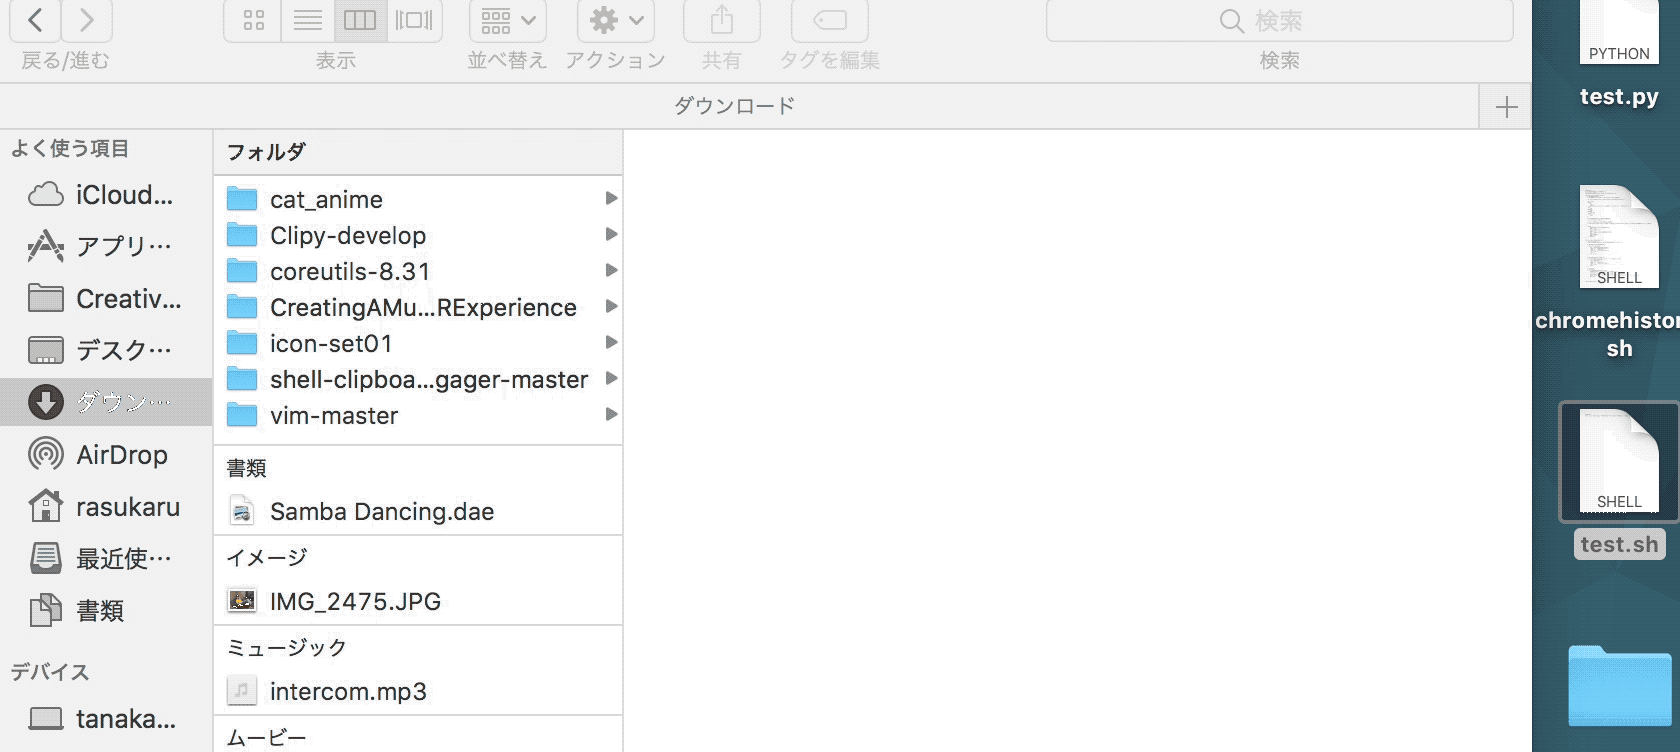 戻る/進む
表示
並べ替え
アクション
共有
タグを編集
検索
検索
ダウンロード
よく使う項目
iCloud...
アプリ…
Creativ...
デスク…
ダウン…
AirDrop
rasukaru
最近使…
書類
デバイス
tanaka...
フォルダ
cat_anime
Clipy-develop
coreutils-8.31
CreatingAMu...RExperience
icon-set01
shell-clipboa...gager-master
vim-master
書類
Samba Dancing.dae
イメージ
IMG_2475.JPG
ミュージック
intercom.mp3
ムービー
PYTHON
test.py
SHELL
chromehistor
sh
SHELL
test.sh